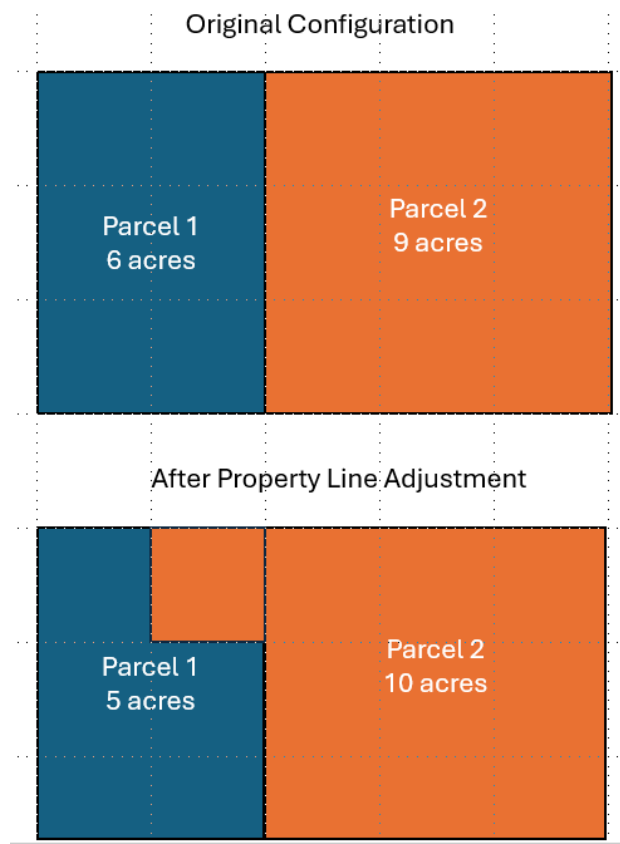 Original Configuration
Parcel 1
6 acres
Parcel 2
9 acres
After Property Line Adjustment
Parcel 1
5 acres
Parcel 2
10 acres